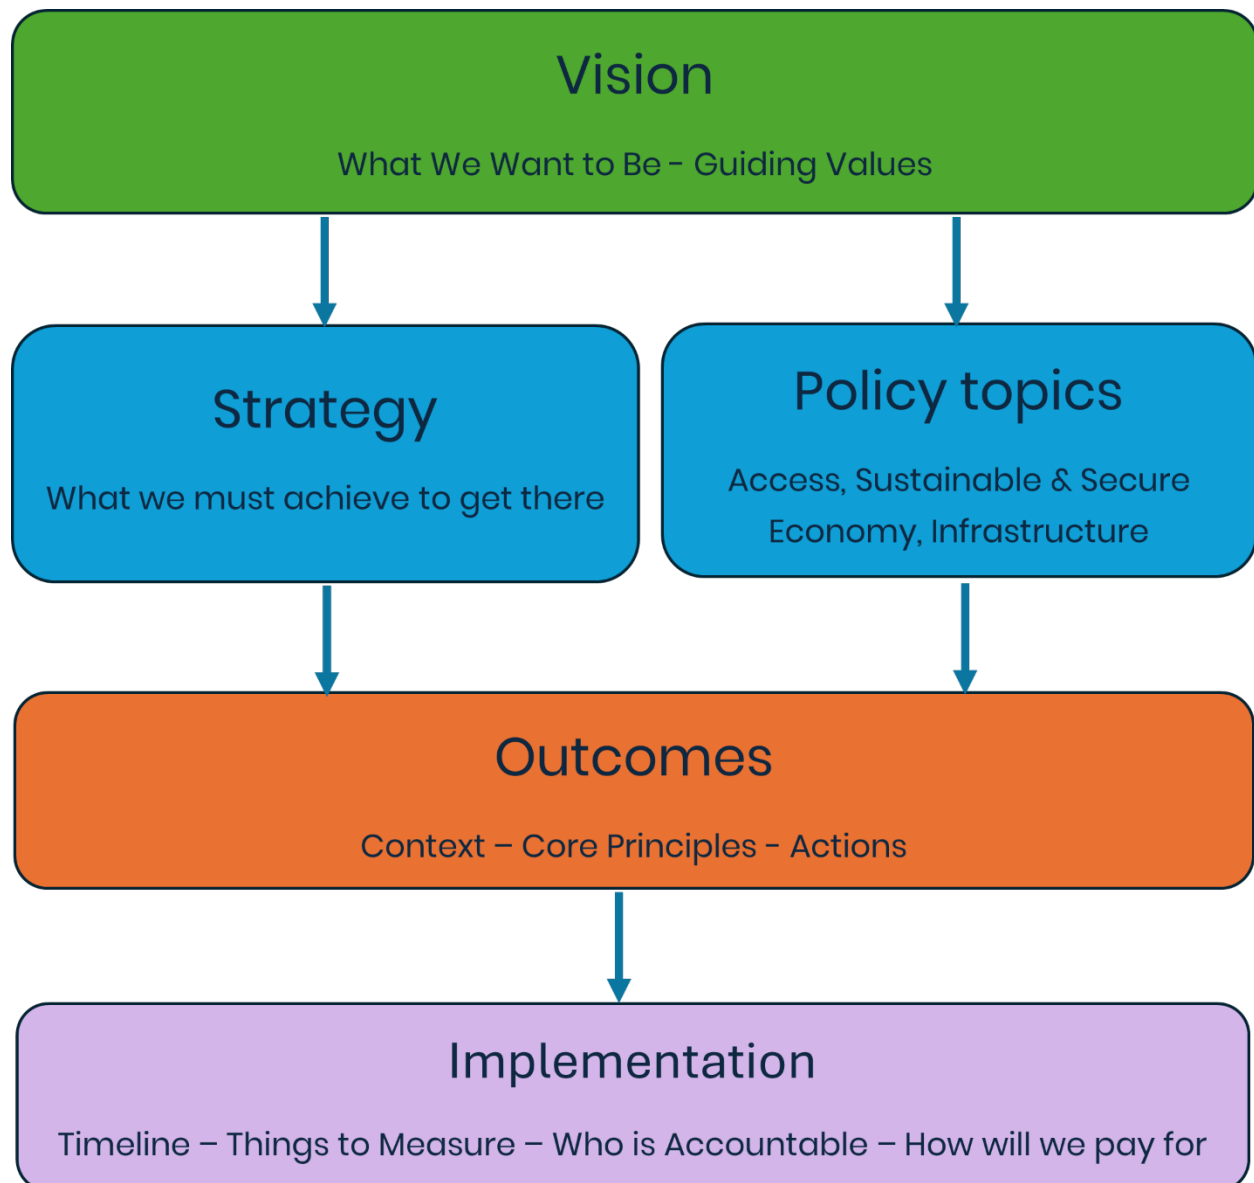 Vision
What We Want to Be - Guiding Values
Strategy
What we must achieve to get there
Policy topics
Access, Sustainable & Secure
Economy, Infrastructure
Outcomes
Context – Core Principles - Actions
Implementation
Timeline – Things to Measure – Who is Accountable – How will we pay for